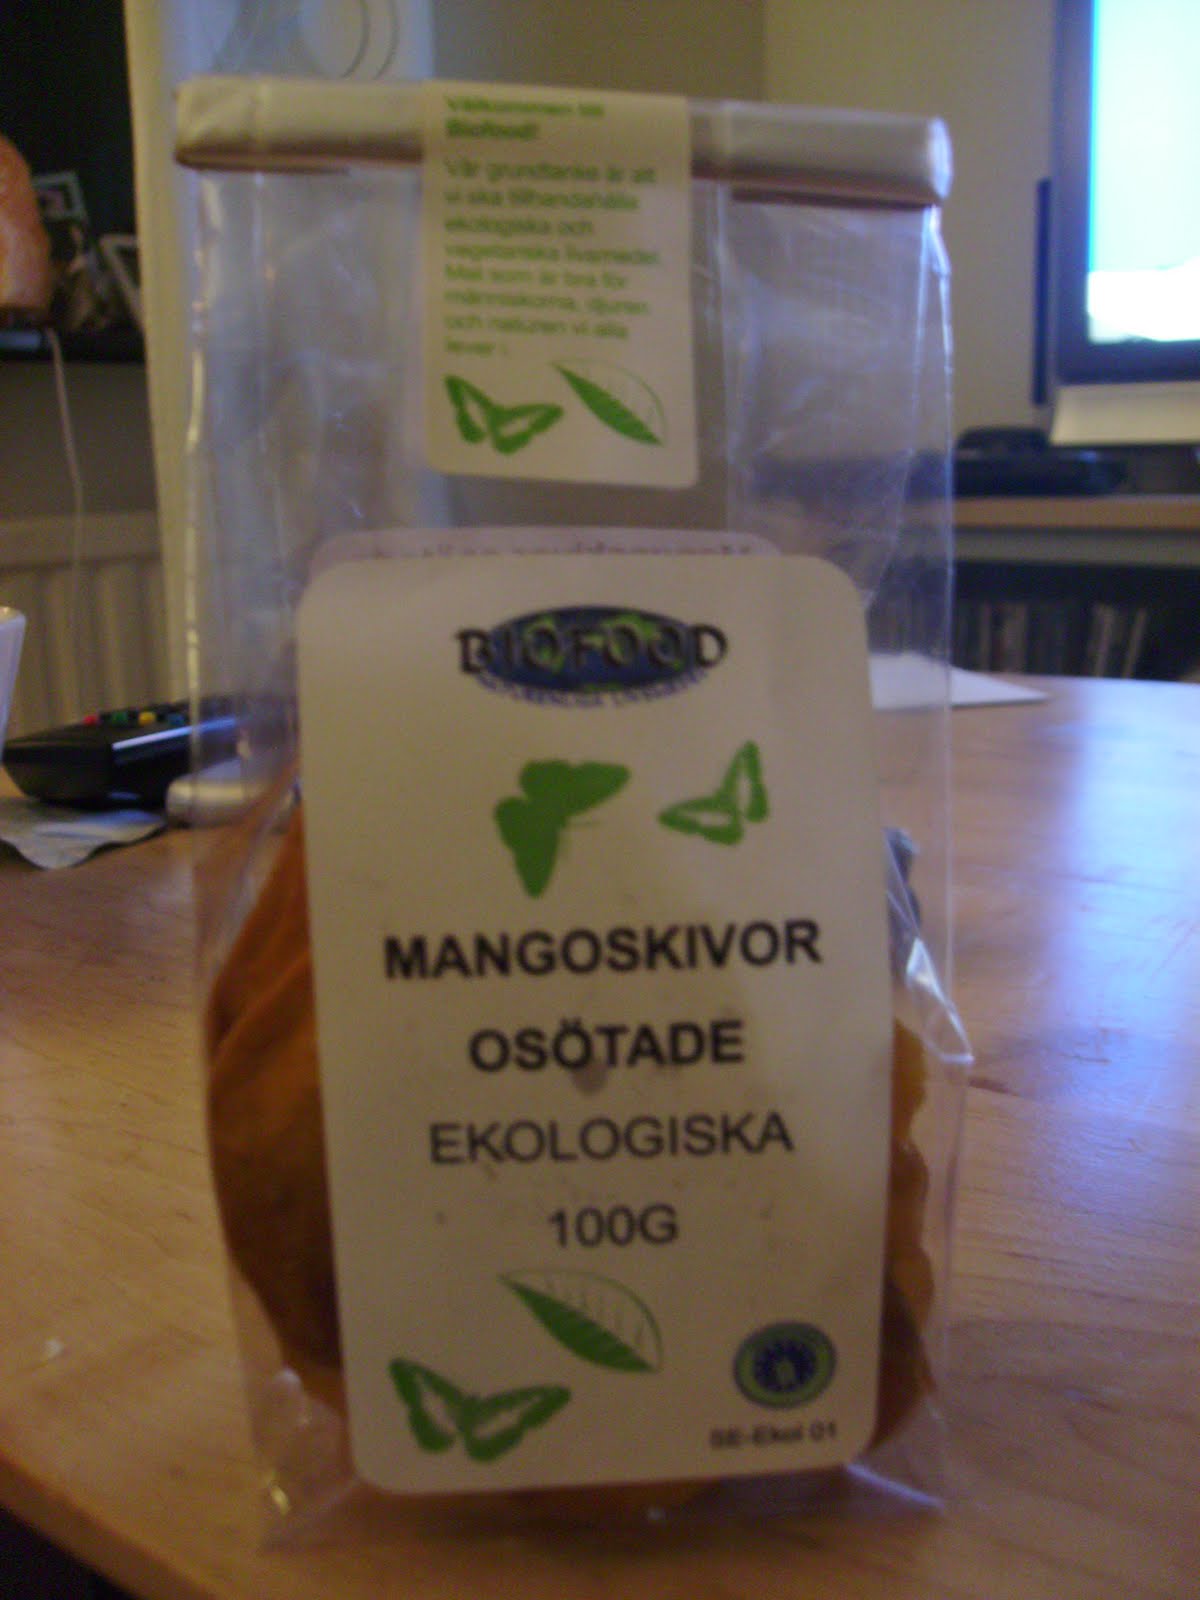 Välkommen till
Biofood!
Vår grundtanke är att
vi ska tillhandahålla
ekologiska och
vegetariska livsmedel.
Mat som är bra för
människorna, djuren
och naturen vi alla
lever i.
BIOFOOD
MANGOSKIVOR
OSÖTADE
EKOLOGISKA
100G
SE-Ekol 01